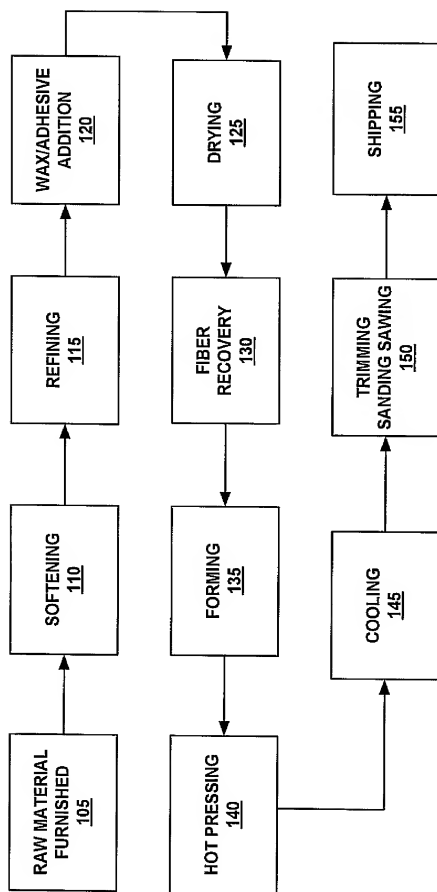 RAW MATERIAL
FURNISHED
105
SOFTENING
110
REFINING
115
WAX/ADHESIVE
ADDITION
120
DRYING
125
FIBER
RECOVERY
130
FORMING
135
HOT PRESSING
140
COOLING
145
TRIMMING
SANDING SAWING
150
SHIPPING
155